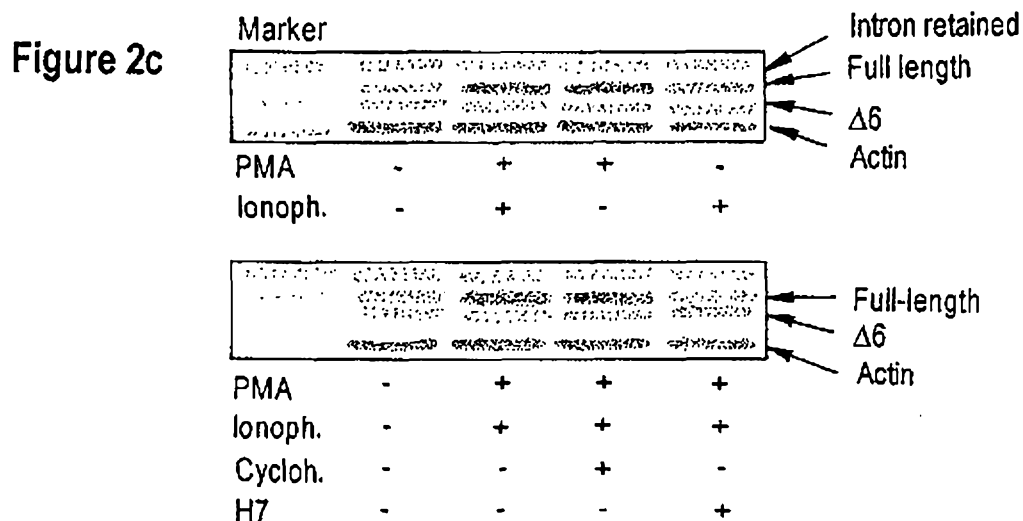 Figure 2c
Marker
Intron retained
Full length
Δ6
Actin
PMA - + + -
Ionoph. - + - +
Full-length
Δ6
Actin
PMA - + + +
Ionoph. - + + +
Cycloh. - - + -
H7 - - - +